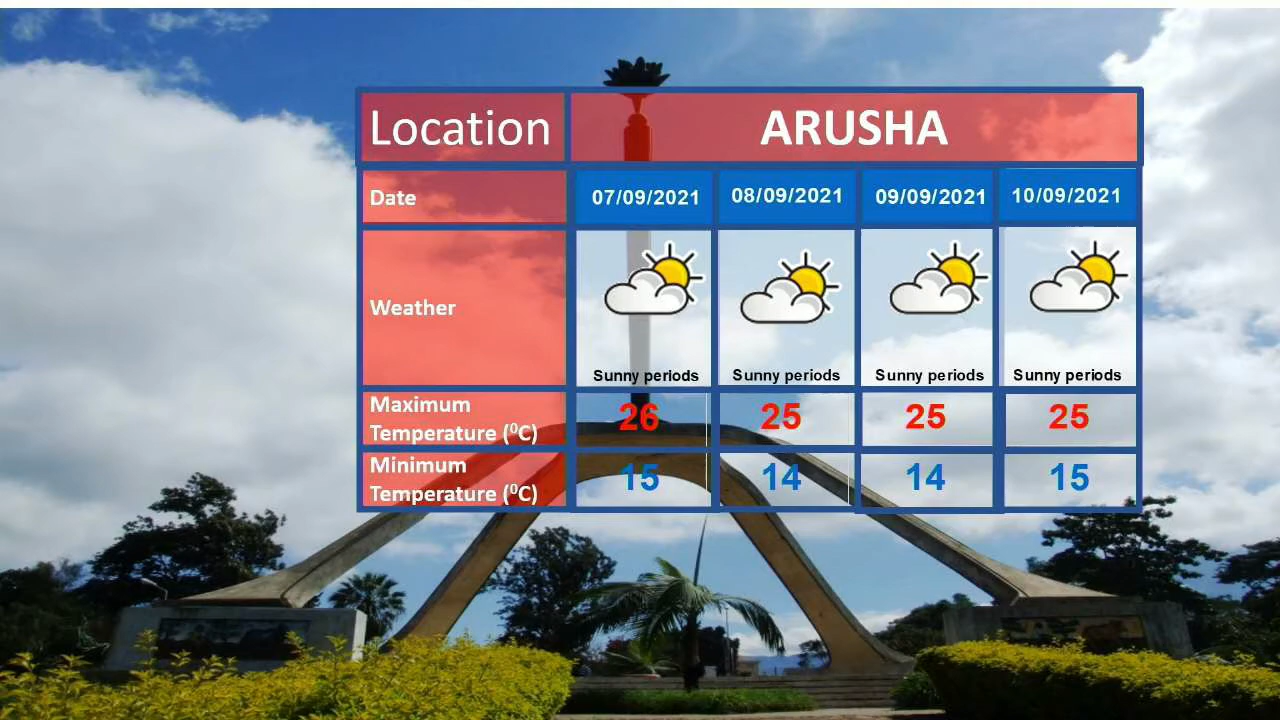 Location ARUSHA
Date 07/09/2021 08/09/2021 09/09/2021 10/09/2021
Weather
Sunny periods Sunny periods Sunny periods Sunny periods
Maximum
Temperature (⁰C) 26 25 25 25
Minimum
Temperature (⁰C) 15 14 14 15